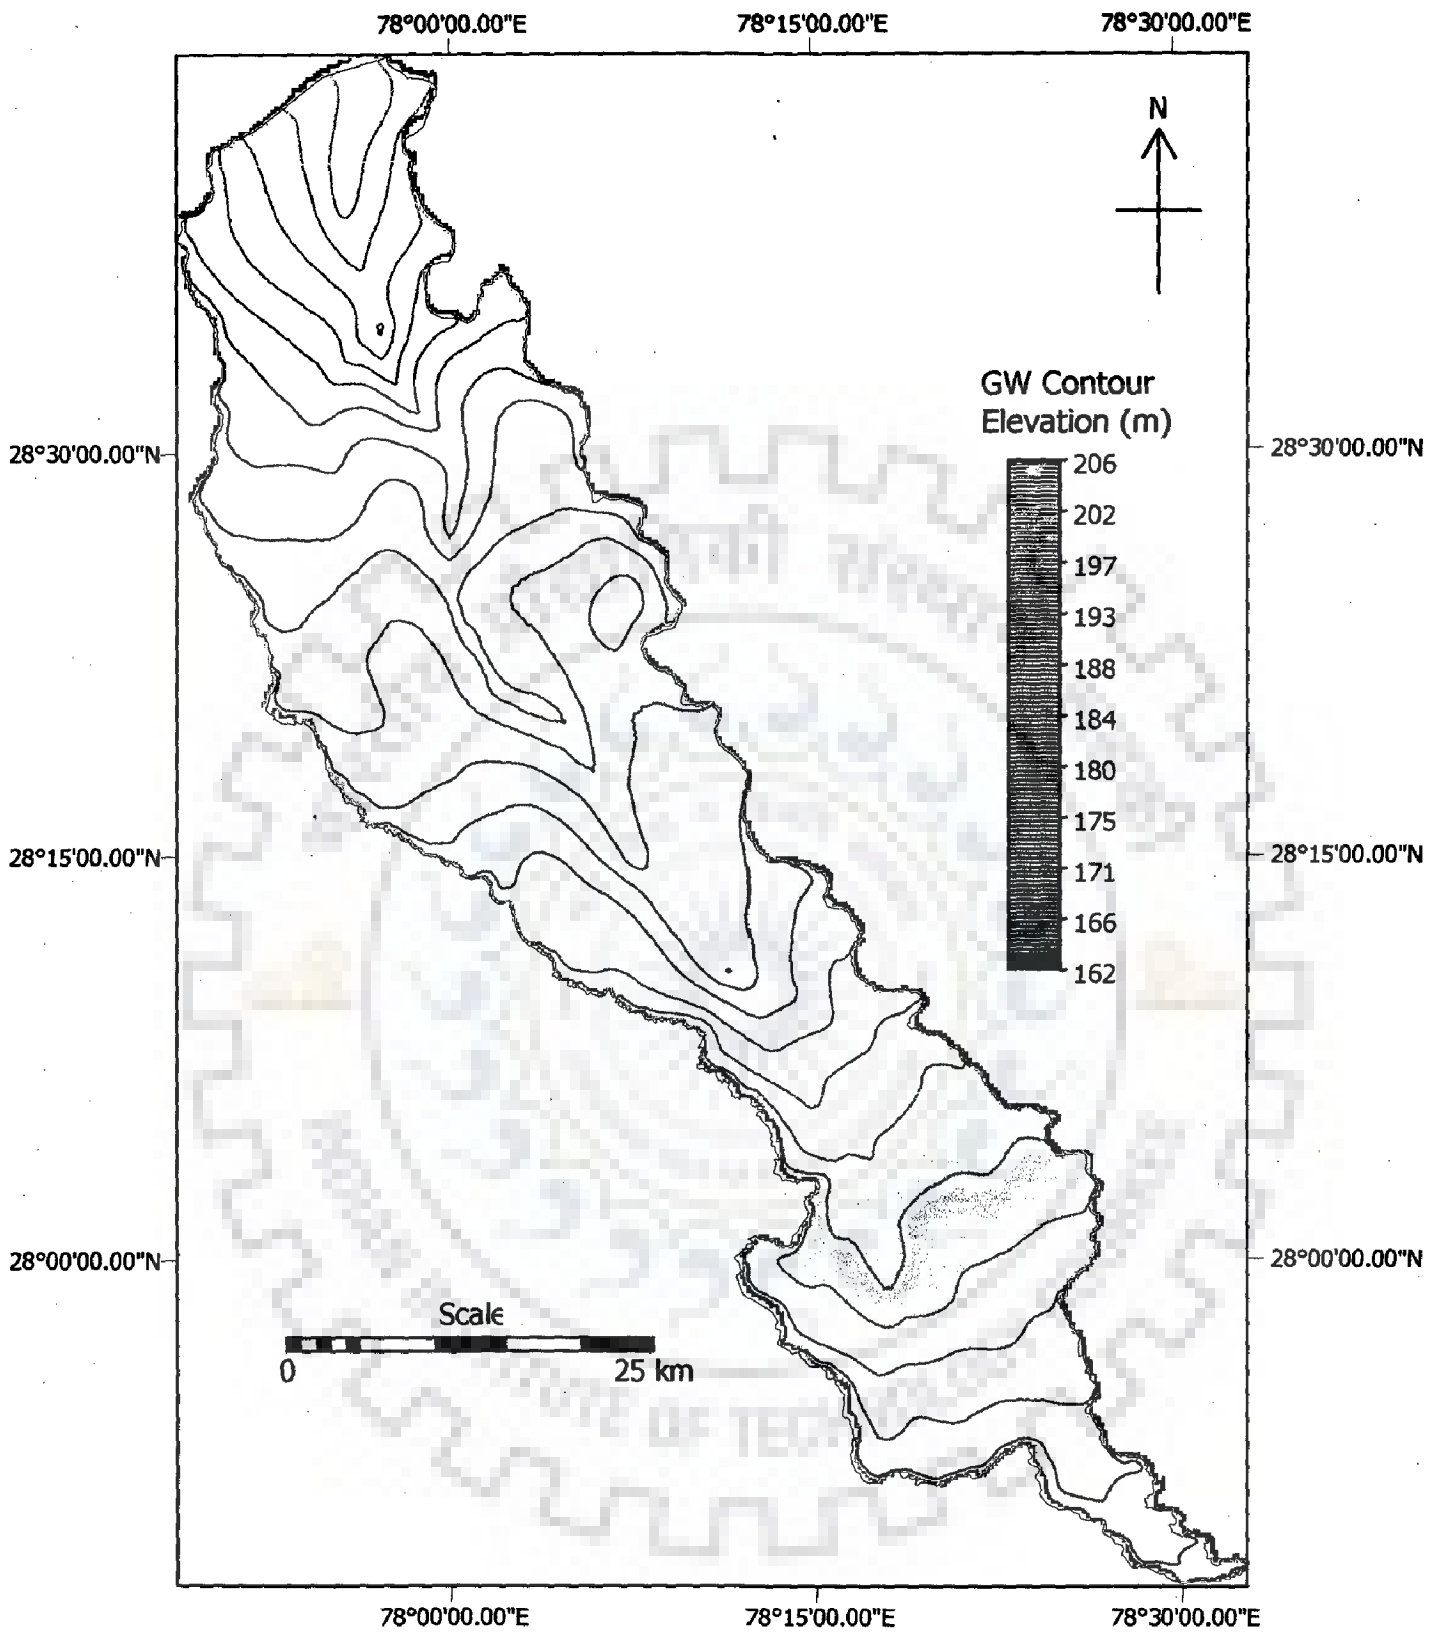 78°00'00.00"E 78°15'00.00"E 78°30'00.00"E
N
GW Contour
Elevation (m)
206
202
197
193
188
184
180
175
171
166
162
28°30'00.00"N 28°30'00.00"N
28°15'00.00"N 28°15'00.00"N
28°00'00.00"N 28°00'00.00"N
Scale
0 25 km
OF TEC
78°00'00.00"E 78°15'00.00"E 78°30'00.00"E